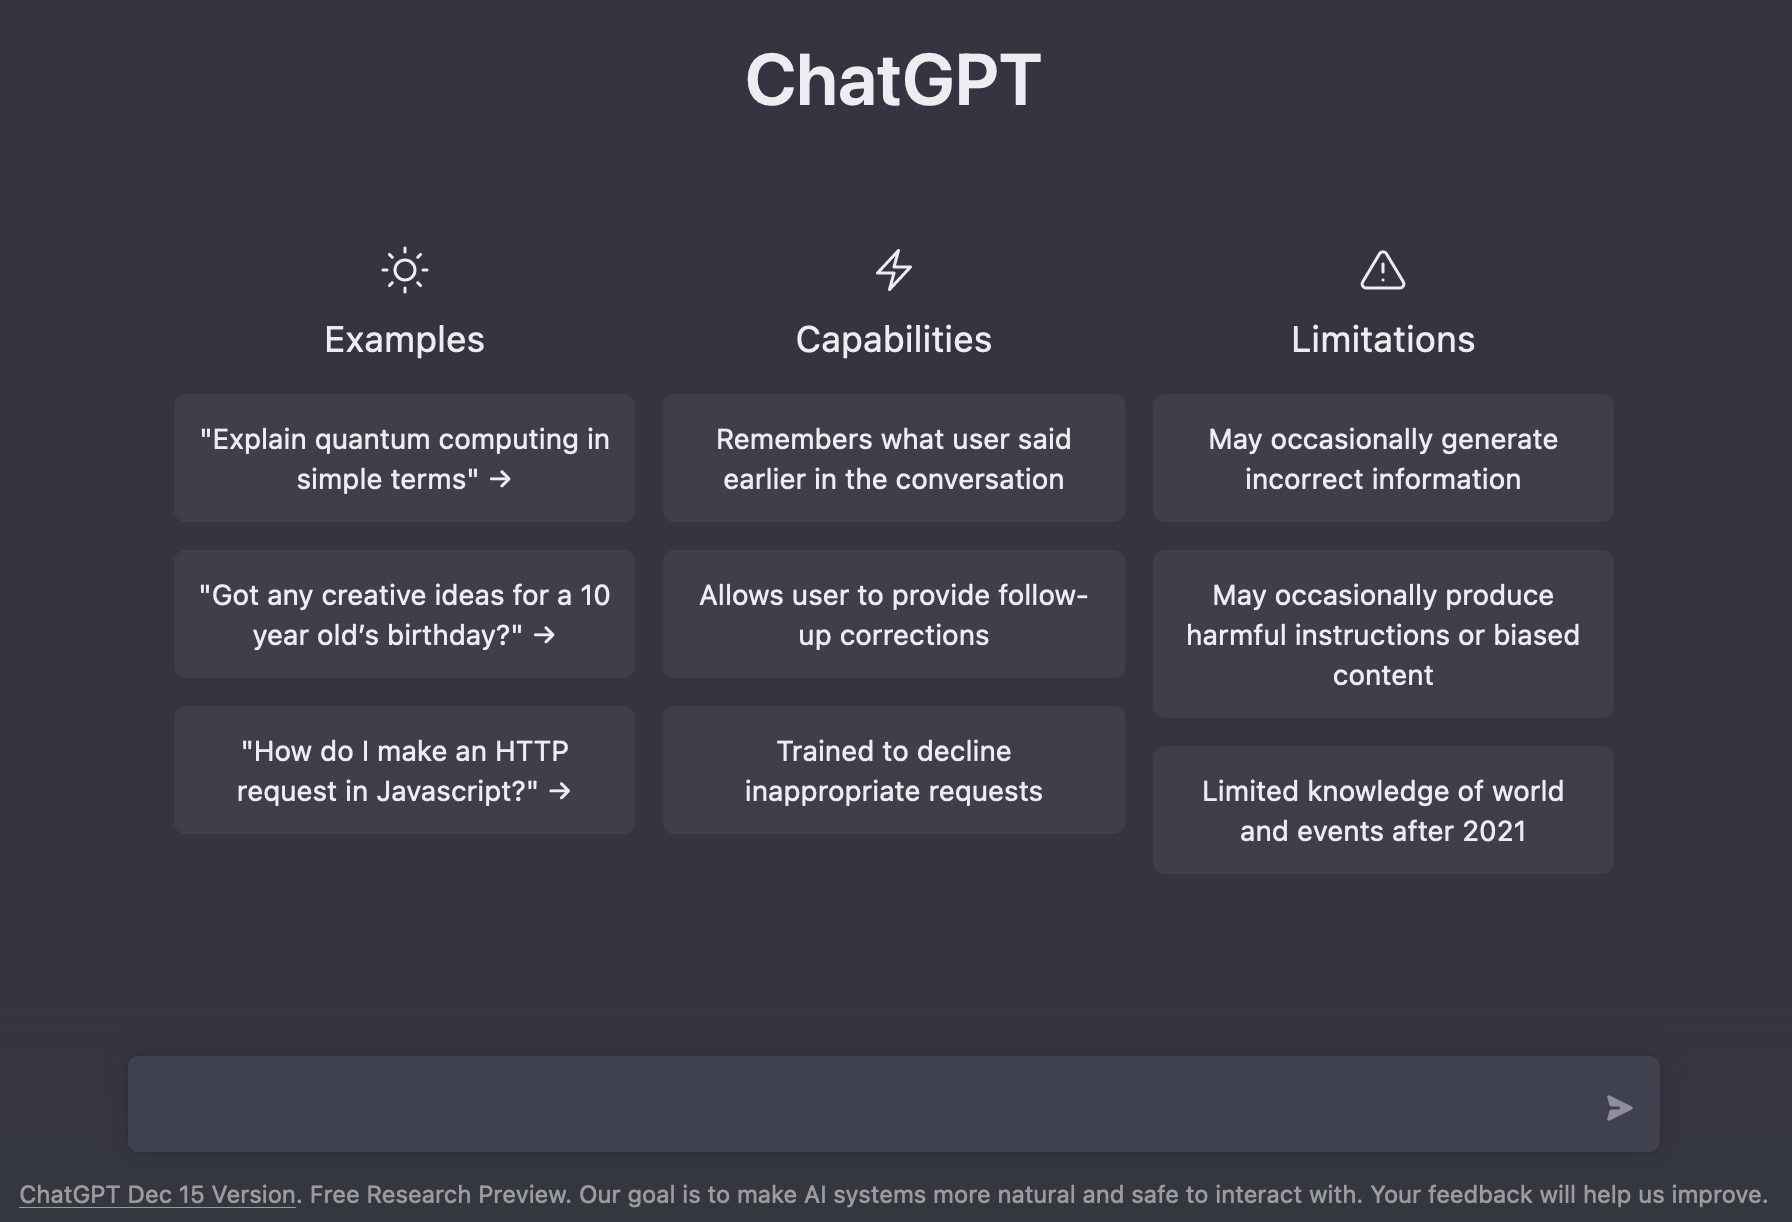 ChatGPT
Examples
"Explain quantum computing in
simple terms" →
"Got any creative ideas for a 10
year old’s birthday?" →
"How do I make an HTTP
request in Javascript?" →
Capabilities
Remembers what user said
earlier in the conversation
Allows user to provide follow-
up corrections
Trained to decline
inappropriate requests
Limitations
May occasionally generate
incorrect information
May occasionally produce
harmful instructions or biased
content
Limited knowledge of world
and events after 2021
ChatGPT Dec 15 Version. Free Research Preview. Our goal is to make AI systems more natural and safe to interact with. Your feedback will help us improve.